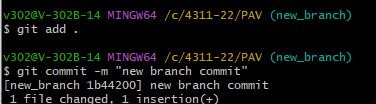 v302@V-302B-14 MINGW64 /c/4311-22/PAV (new_branch)
$ git add .
v302@V-302B-14 MINGW64 /c/4311-22/PAV (new_branch)
$ git commit -m "new branch commit"
[new_branch 1b44200] new branch commit
1 file changed, 1 insertion(+)